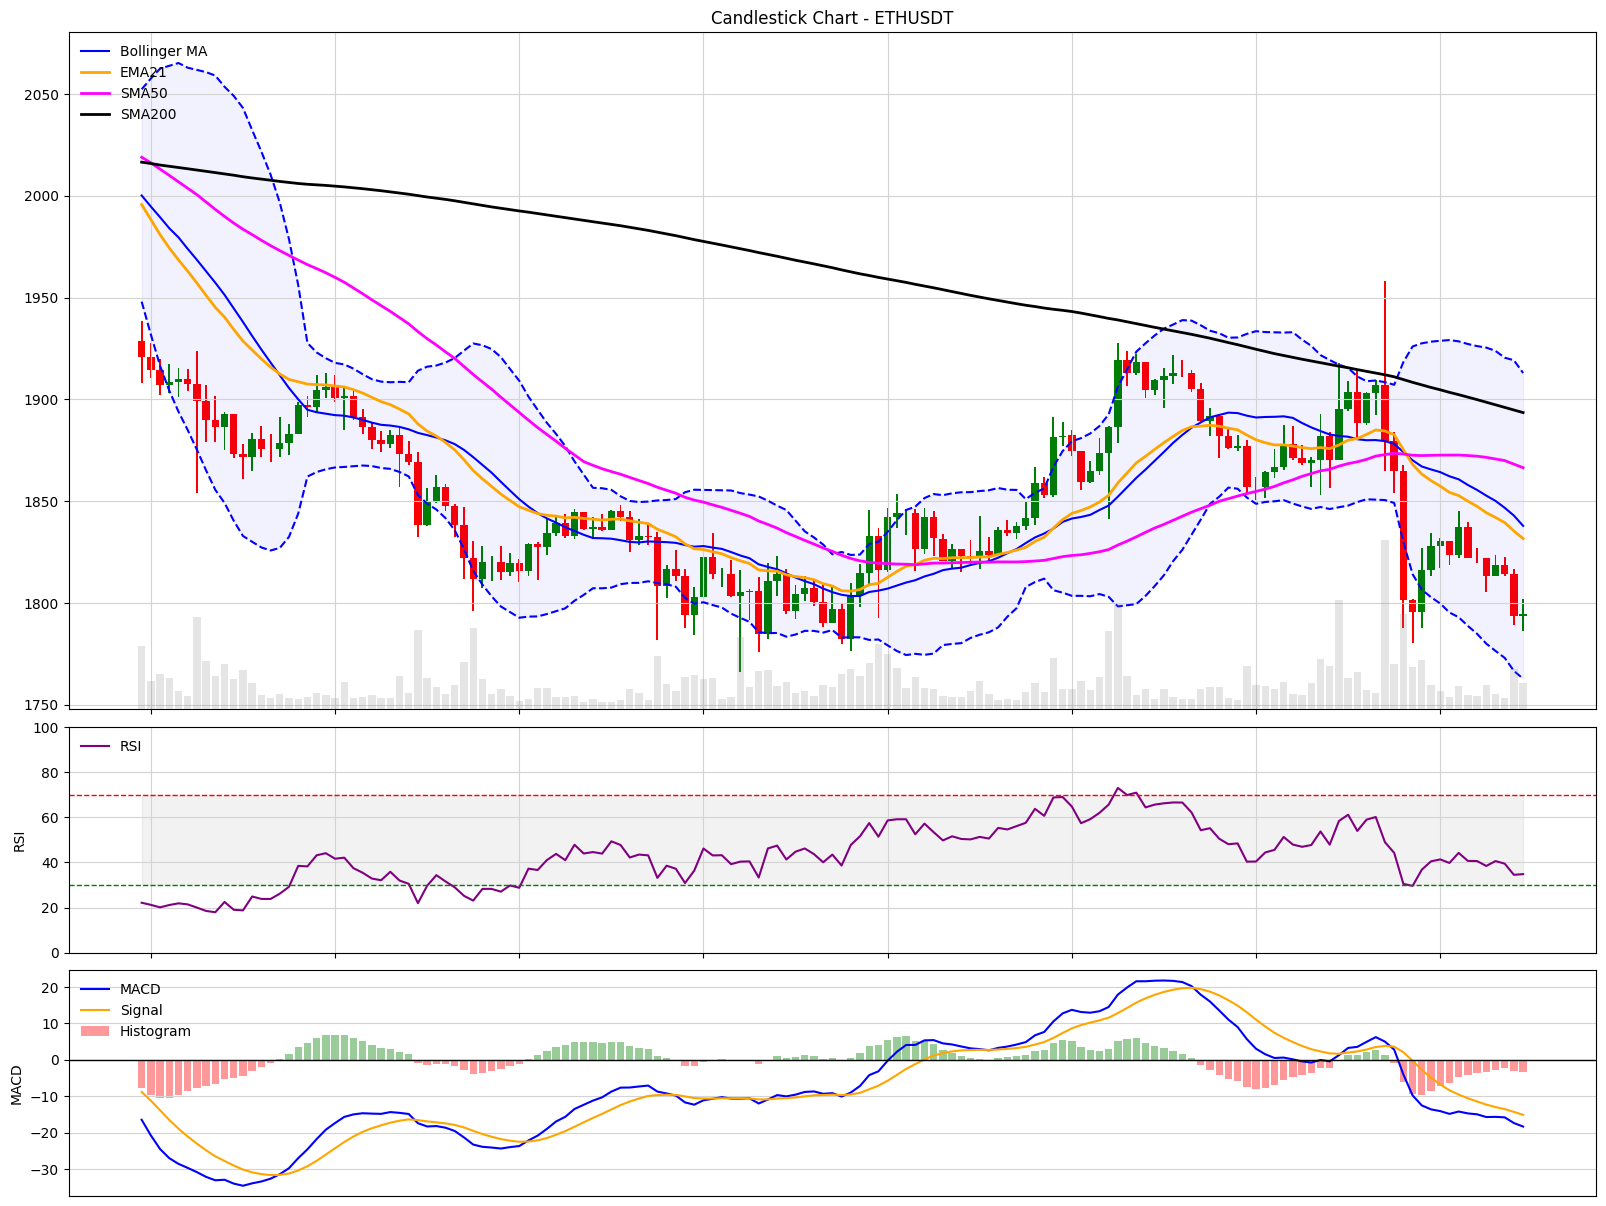 Candlestick Chart - ETHUSDT
Bollinger MA
EMA21
SMA50
SMA200
2050
2000
1950
1900
1850
1800
1750
RSI
100
80
60
40
20
0
RSI
MACD
Signal
Histogram
20
10
0
−10
−20
−30
MACD